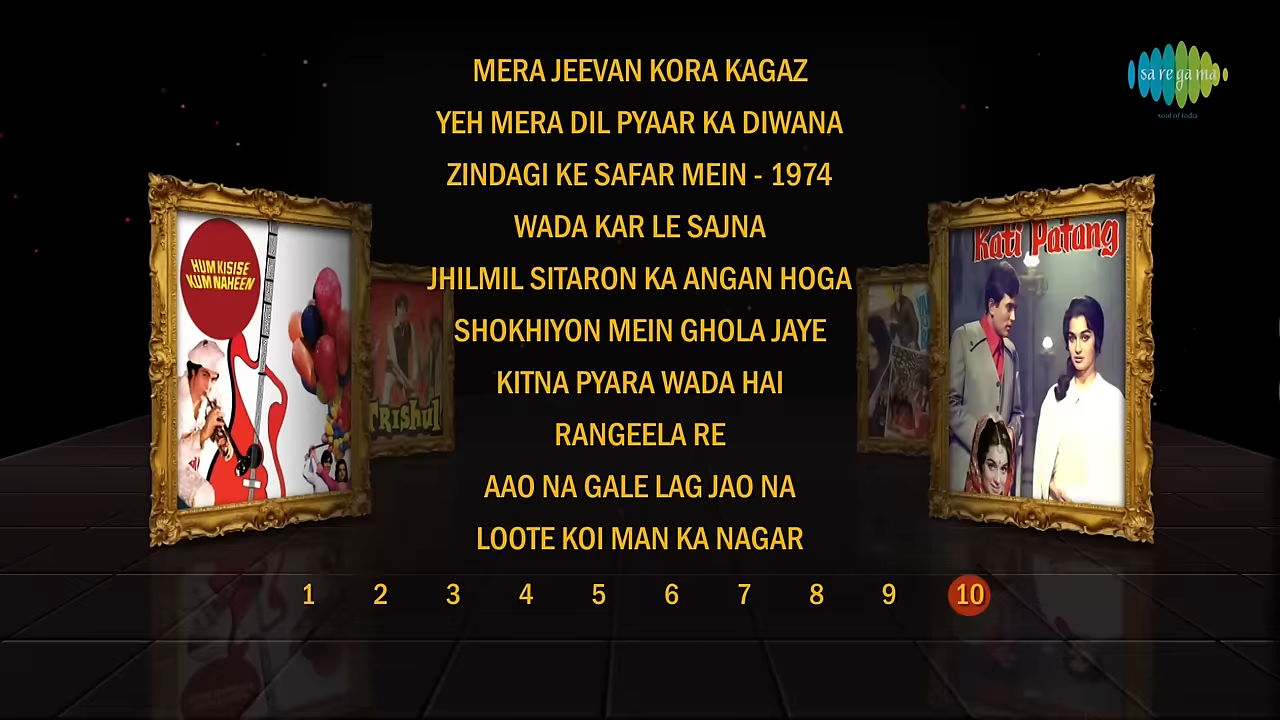 MERA JEEVAN KORA KAGAZ
YEH MERA DIL PYAAR KA DIWANA
ZINDAGI KE SAFAR MEIN - 1974
WADA KAR LE SAJNA
JHILMIL SITARON KA ANGAN HOGA
SHOKHIYON MEIN GHOLA JAYE
KITNA PYARA WADA HAI
RANGEELA RE
AAO NA GALE LAG JAO NA
LOOTE KOI MAN KA NAGAR
1 2 3 4 5 6 7 8 9 10
sa re ga ma
soul of India
HUM KISISE
KUM NAHEEN
TRISHUL
Kati Patang